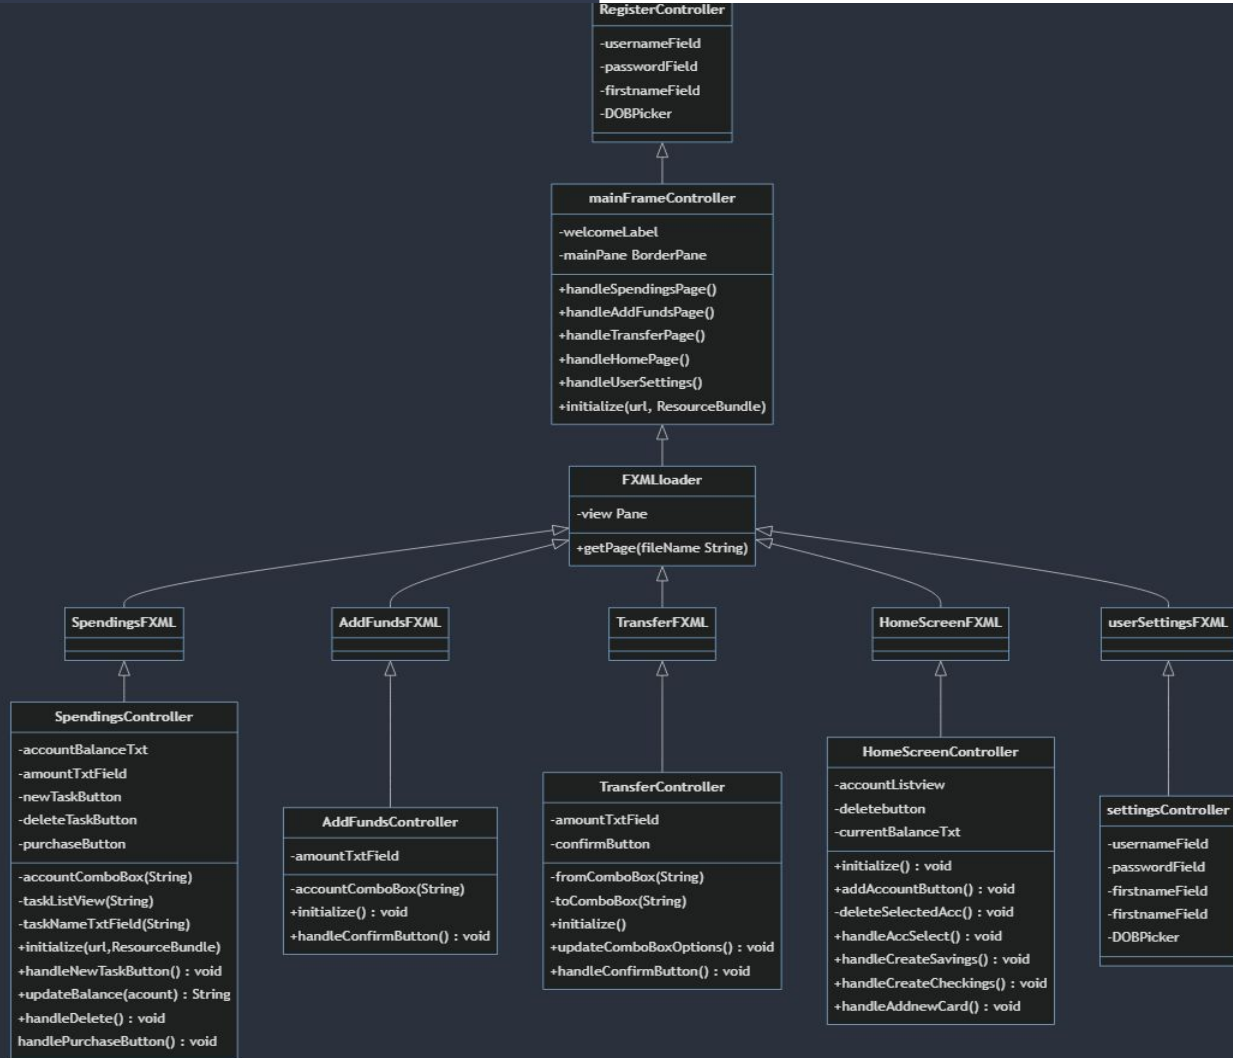 RegisterController
-usernameField
-passwordField
-firstnameField
-DOBPicker
mainFrameController
-welcomeLabel
-mainPane BorderPane
+handleSpendingsPage()
+handleAddFundsPage()
+handleTransferPage()
+handleHomePage()
+handleUserSettings()
+initialize(url, ResourceBundle)
FXMLloader
-view Pane
+getPage(fileName String)
SpendingsFXML
AddFundsFXML
TransferFXML
HomeScreenFXML
userSettingsFXML
SpendingsController
-accountBalanceTxt
-amountTxtField
-newTaskButton
-deleteTaskButton
-purchaseButton
-accountComboBox(String)
-taskListView(String)
-taskNameTxtField(String)
+initialize(url,ResourceBundle)
+handleNewTaskButton() : void
+updateBalance(acount) : String
+handleDelete() : void
handlePurchaseButton() : void
AddFundsController
-amountTxtField
-accountComboBox(String)
+initialize() : void
+handleConfirmButton() : void
TransferController
-amountTxtField
-confirmButton
-fromComboBox(String)
-toComboBox(String)
+initialize()
+updateComboBoxOptions() : void
+handleConfirmButton() : void
HomeScreenController
-accountListview
-deletebutton
-currentBalanceTxt
+initialize() : void
+addAccountButton() : void
-deleteSelectedAcc() : void
+handleAccSelect() : void
+handleCreateSavings() : void
+handleCreateCheckings() : void
+handleAddnewCard() : void
settingsController
-usernameField
-passwordField
-firstnameField
-firstnameField
-DOBPicker